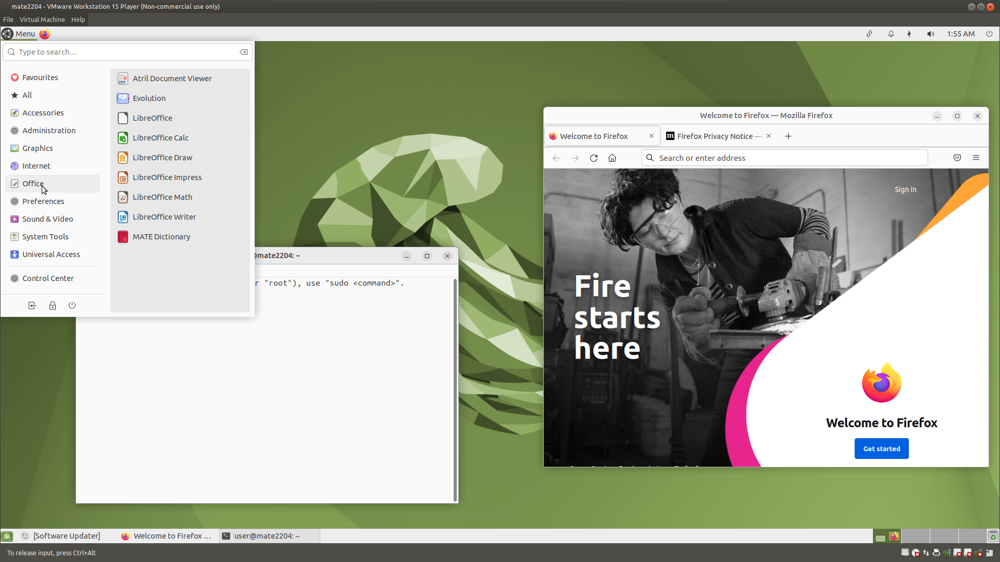 mate2204 - VMware Workstation 15 Player (Non-commercial use only)
File Virtual Machine Help
Menu
1:55 AM
Type to search...
Favourites
All
Accessories
Administration
Graphics
Internet
Office
Preferences
Sound & Video
System Tools
Universal Access
Control Center
Atril Document Viewer
Evolution
LibreOffice
LibreOffice Calc
LibreOffice Draw
LibreOffice Impress
LibreOffice Math
LibreOffice Writer
MATE Dictionary
@mate2204: ~
r "root"), use "sudo <command>".
Welcome to Firefox — Mozilla Firefox
Welcome to Firefox
Firefox Privacy Notice —
Search or enter address
Sign in
Fire
starts
here
Welcome to Firefox
Get started
[Software Updater]
Welcome to Firefox ...
user@mate2204: ~
To release input, press Ctrl+Alt